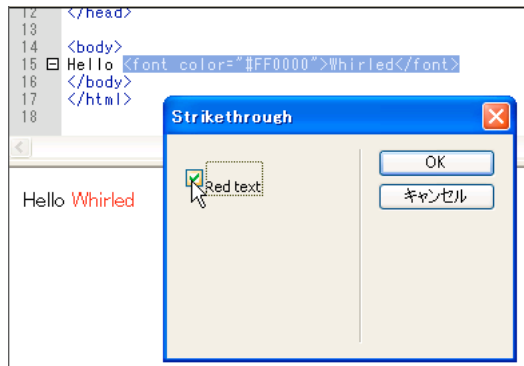 12 </head>
13
14 <body>
15 Hello <font color="#FF0000">Whirled</font>
16 </body>
17 </html>
18
Strikethrough
Red text
OK
キャンセル
Hello Whirled